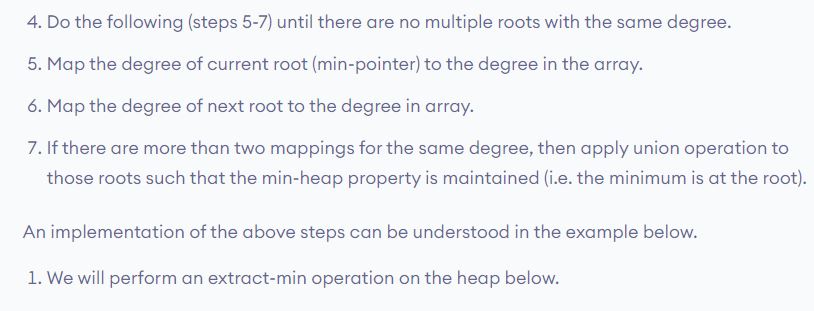 4. Do the following (steps 5-7) until there are no multiple roots with the same degree.
5. Map the degree of current root (min-pointer) to the degree in the array.
6. Map the degree of next root to the degree in array.
7. If there are more than two mappings for the same degree, then apply union operation to
those roots such that the min-heap property is maintained (i.e. the minimum is at the root).
An implementation of the above steps can be understood in the example below.
1. We will perform an extract-min operation on the heap below.